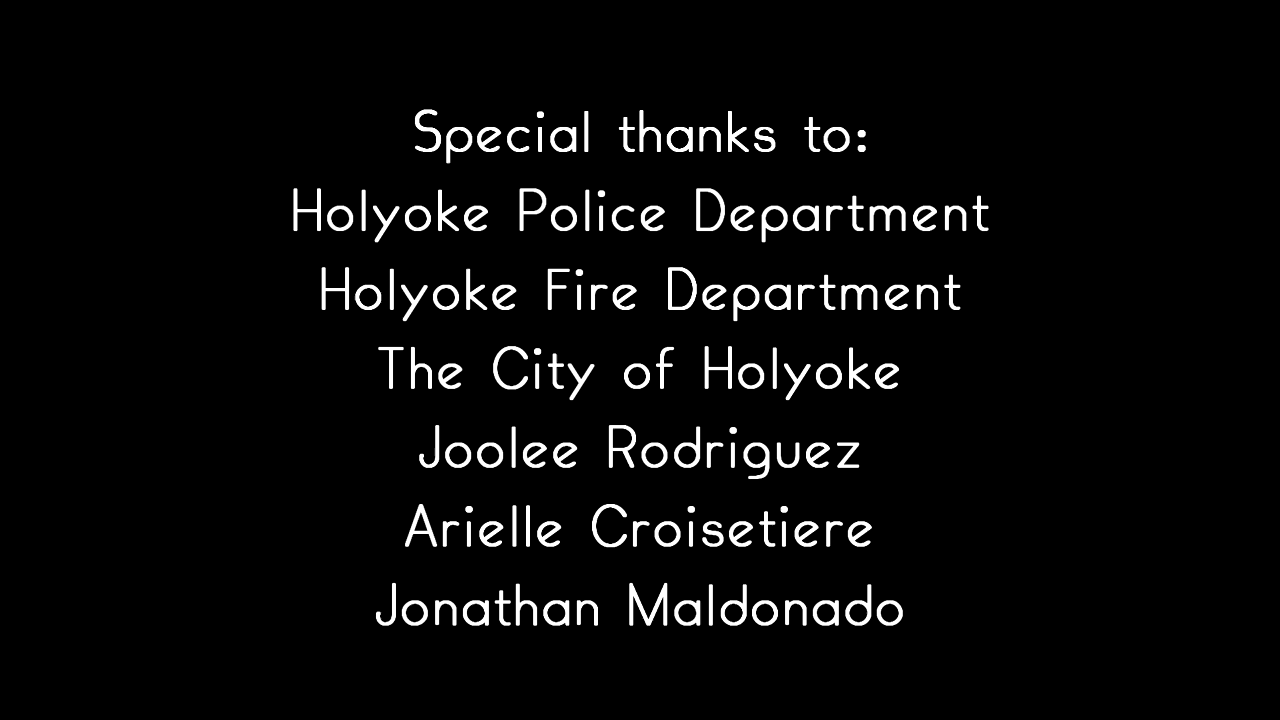 Special thanks to:
Holyoke Police Department
Holyoke Fire Department
The City of Holyoke
Joolee Rodriguez
Arielle Croisetiere
Jonathan Maldonado